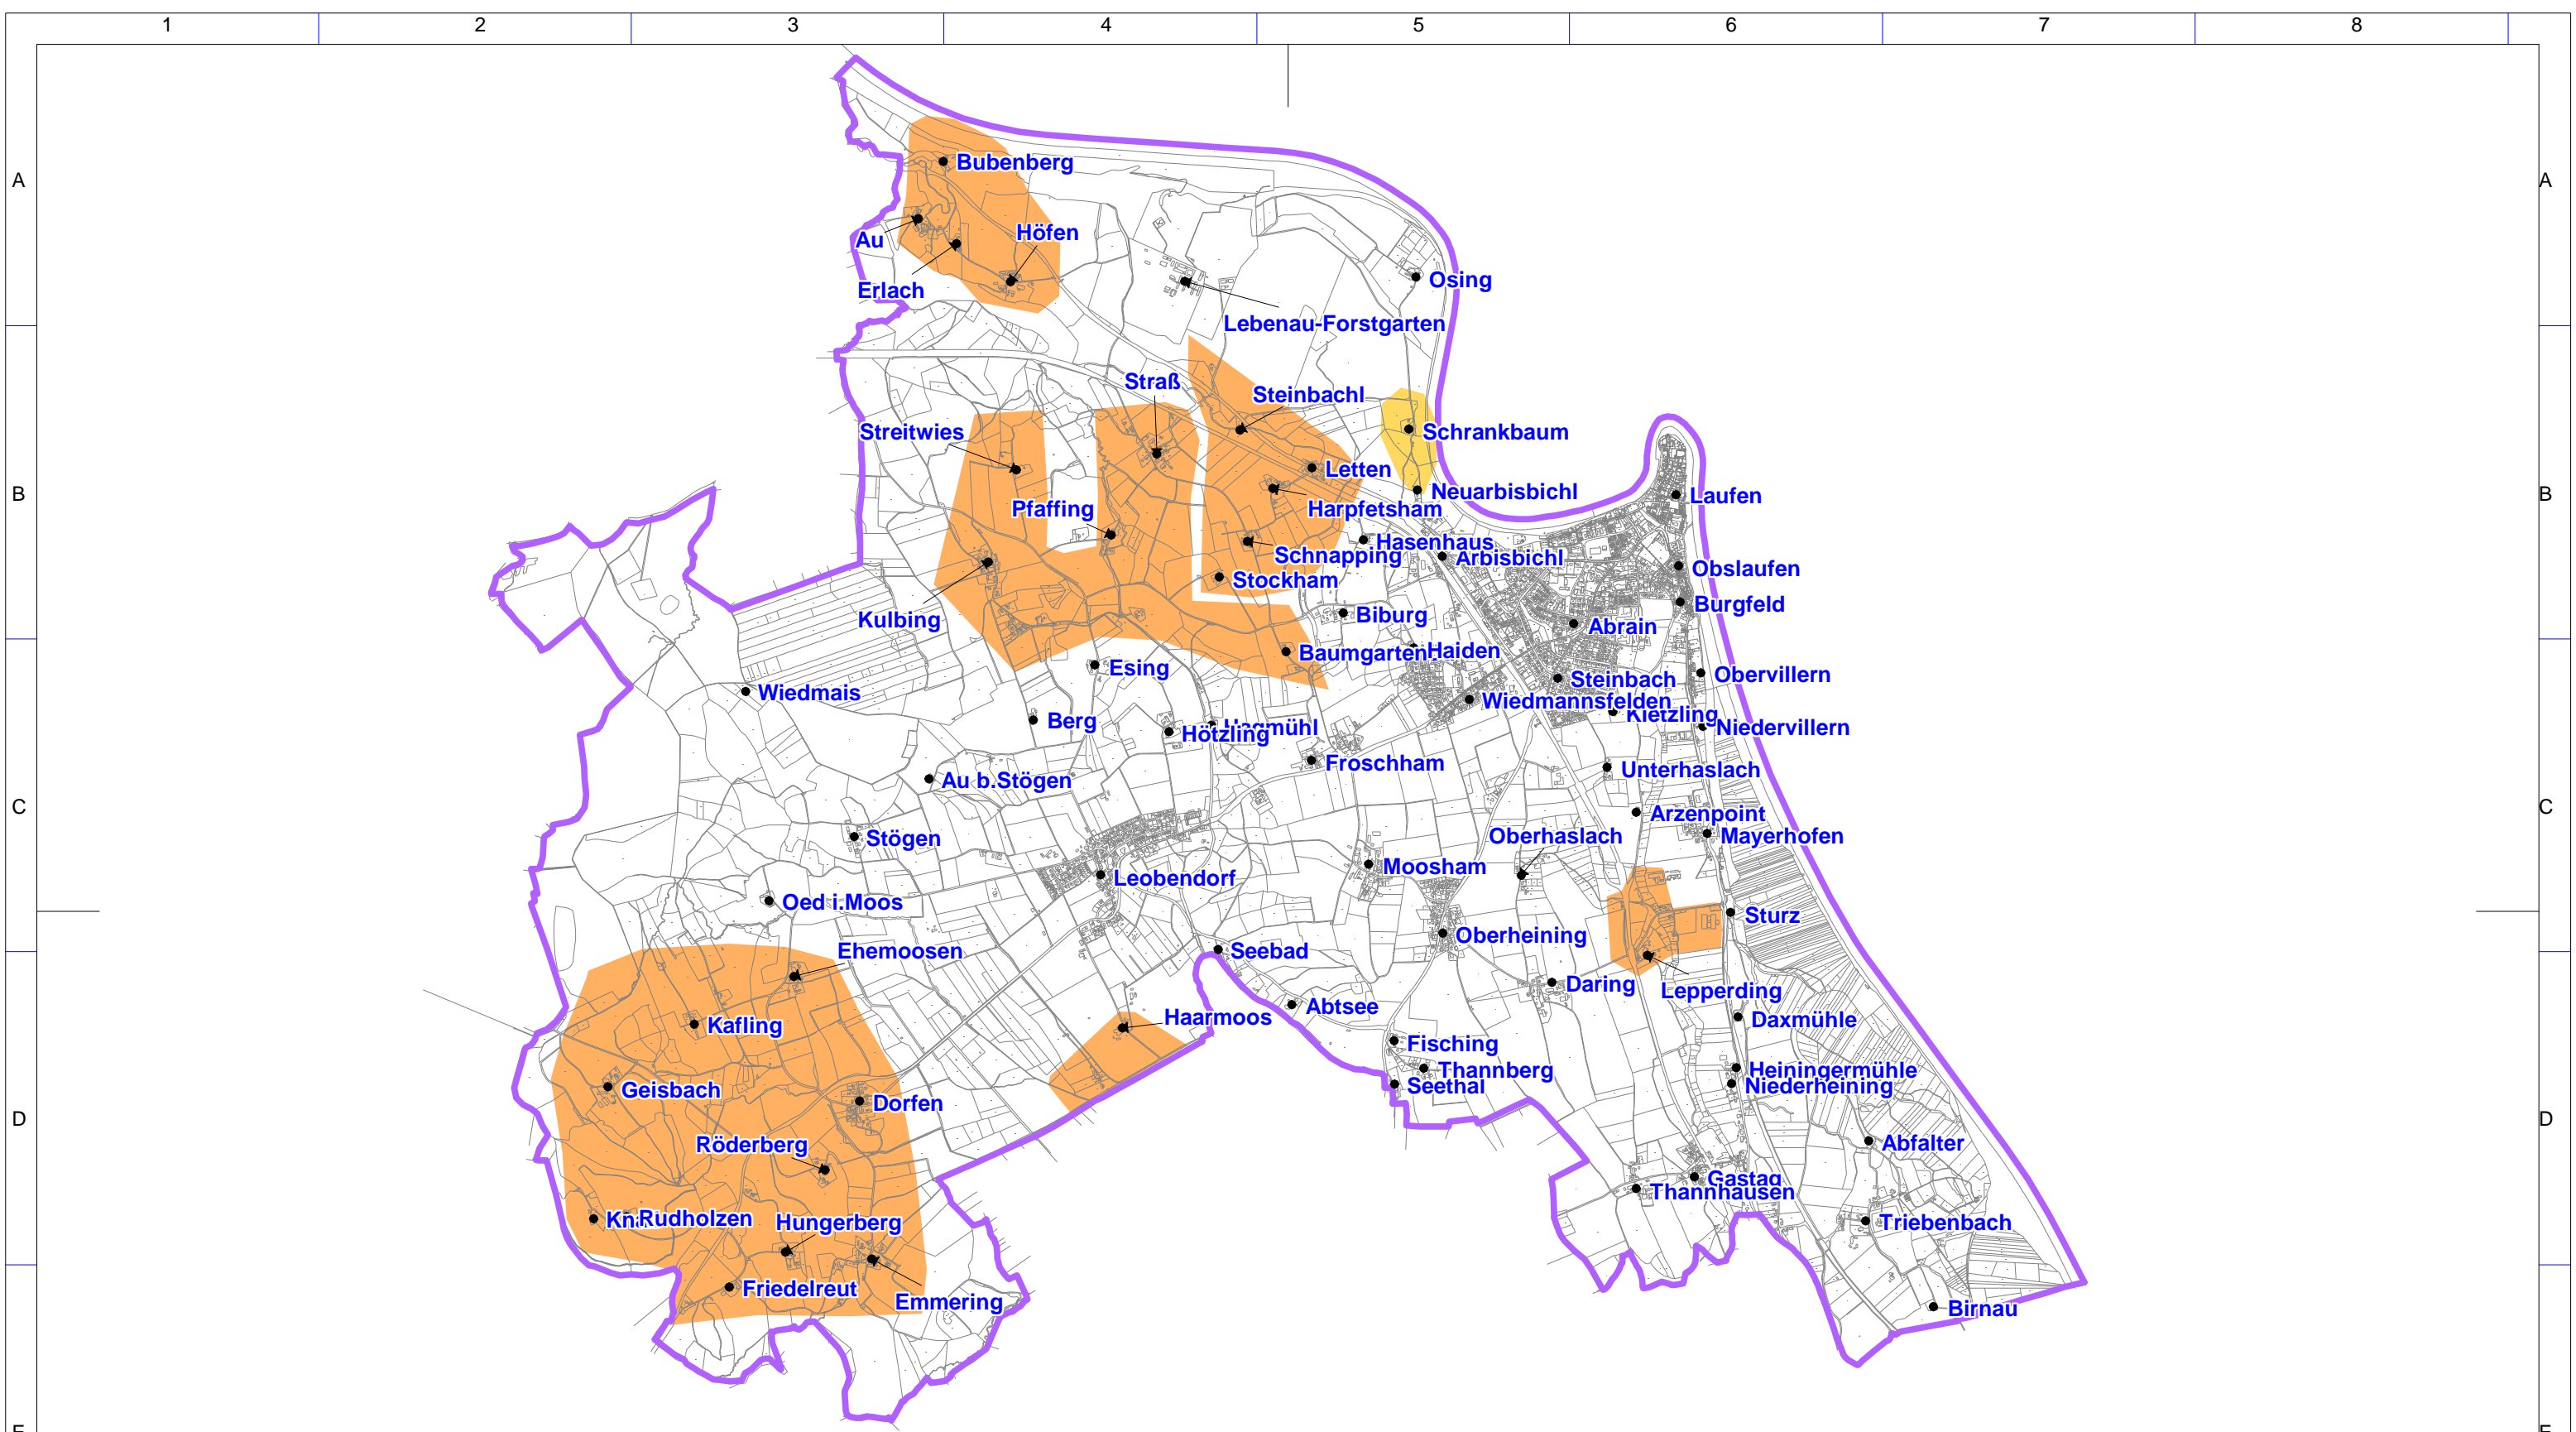 1 2 3 4 5 6 7 8
A A
Bubenberg
Höfen
Au
Osing
Erlach
Lebenau-Forstgarten
Straß
Steinbachl
Streitwies
Schrankbaum
Letten
B B
Neuarbisbichl
Laufen
Pfaffing
Harpfetsham
Hasenhaus
Schnapping
Arbisbichl
Obslaufen
Stockham
Burgfeld
Biburg
Kulbing
Abrain
Haiden
Baumgarten
Esing
Obervillern
Steinbach
Wiedmais
Wiedmannsfelden
Kietzling
Berg
Niedervillern
Hötzling
Froschham
Unterhaslach
Au b.Stögen
C C
Arzenpoint
Oberhaslach
Mayerhofen
Stögen
Moosham
Leobendorf
Oed i.Moos
Sturz
Oberheining
Ehemoosen
Seebad
Daring
Lepperding
Abtsee
Haarmoos
Daxmühle
Kafling
Fisching
Thannberg
Heiningermühle
Seethal
Niederheining
Geisbach
Dorfen
D D
Röderberg
Abfalter
Gastag
Thannhausen
Rudholzen
Hungerberg
Triebenbach
Friedelreut
Emmering
Birnau